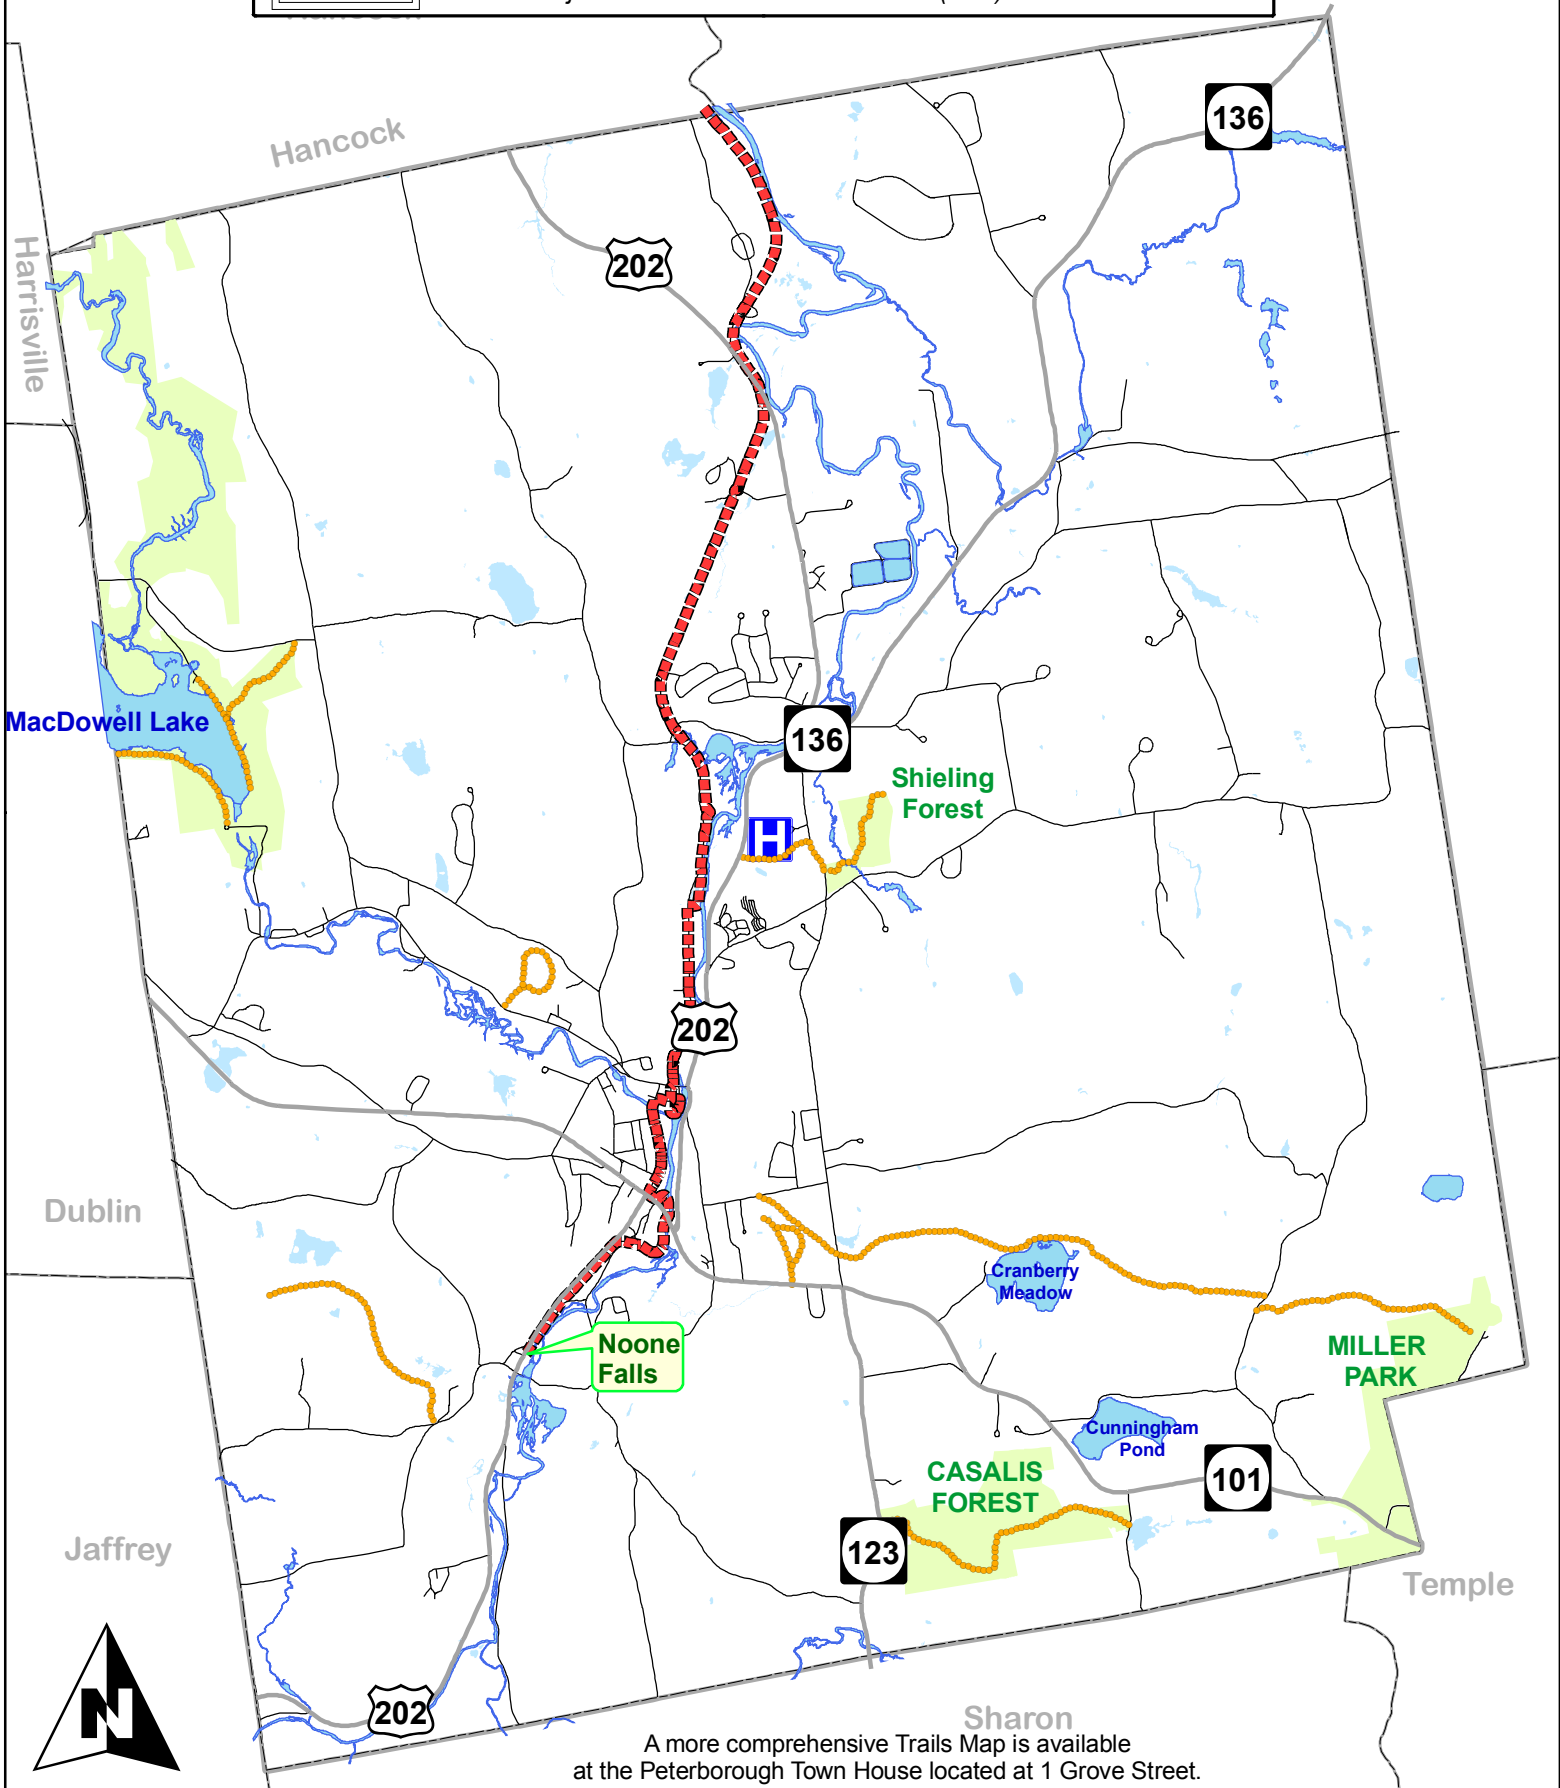 Hancock
136
Harrisville
202
MacDowell Lake
136
Shieling
Forest
H
202
Dublin
Cranberry
Meadow
Noone
Falls
MILLER
PARK
Cunningham
Pond
CASALIS
FOREST
101
123
Jaffrey
Temple
N
202
Sharon
A more comprehensive Trails Map is available
at the Peterborough Town House located at 1 Grove Street.